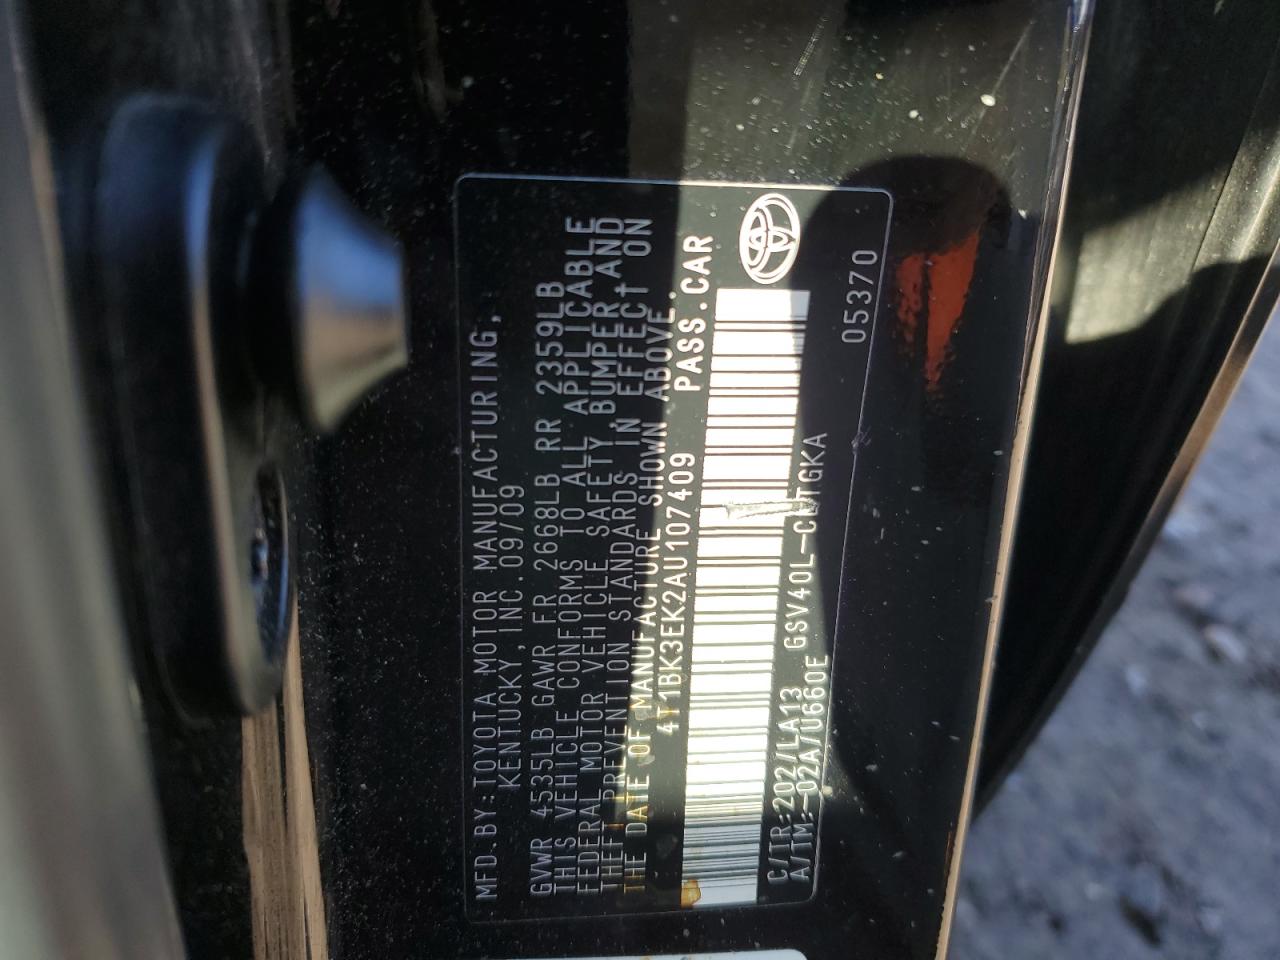 MFD.BY:TOYOTA MOTOR MANUFACTURING,
KENTUCKY,INC.09/09
GVWR 4535LB GAWR FR 2668LB RR 2359LB
THIS VEHICLE CONFORMS TO ALL APPLICABLE
FEDERAL MOTOR VEHICLE SAFETY,BUMPER,AND
THEFT PREVENTION STANDARDS IN EFFECT ON
THE DATE OF MANUFACTURE SHOWN ABOVE.
4T1BK3EK2AU107409 PASS.CAR
C/TR:202/LA13 GSV40L-CETGKA
A/TM:-02A/U660E
05370